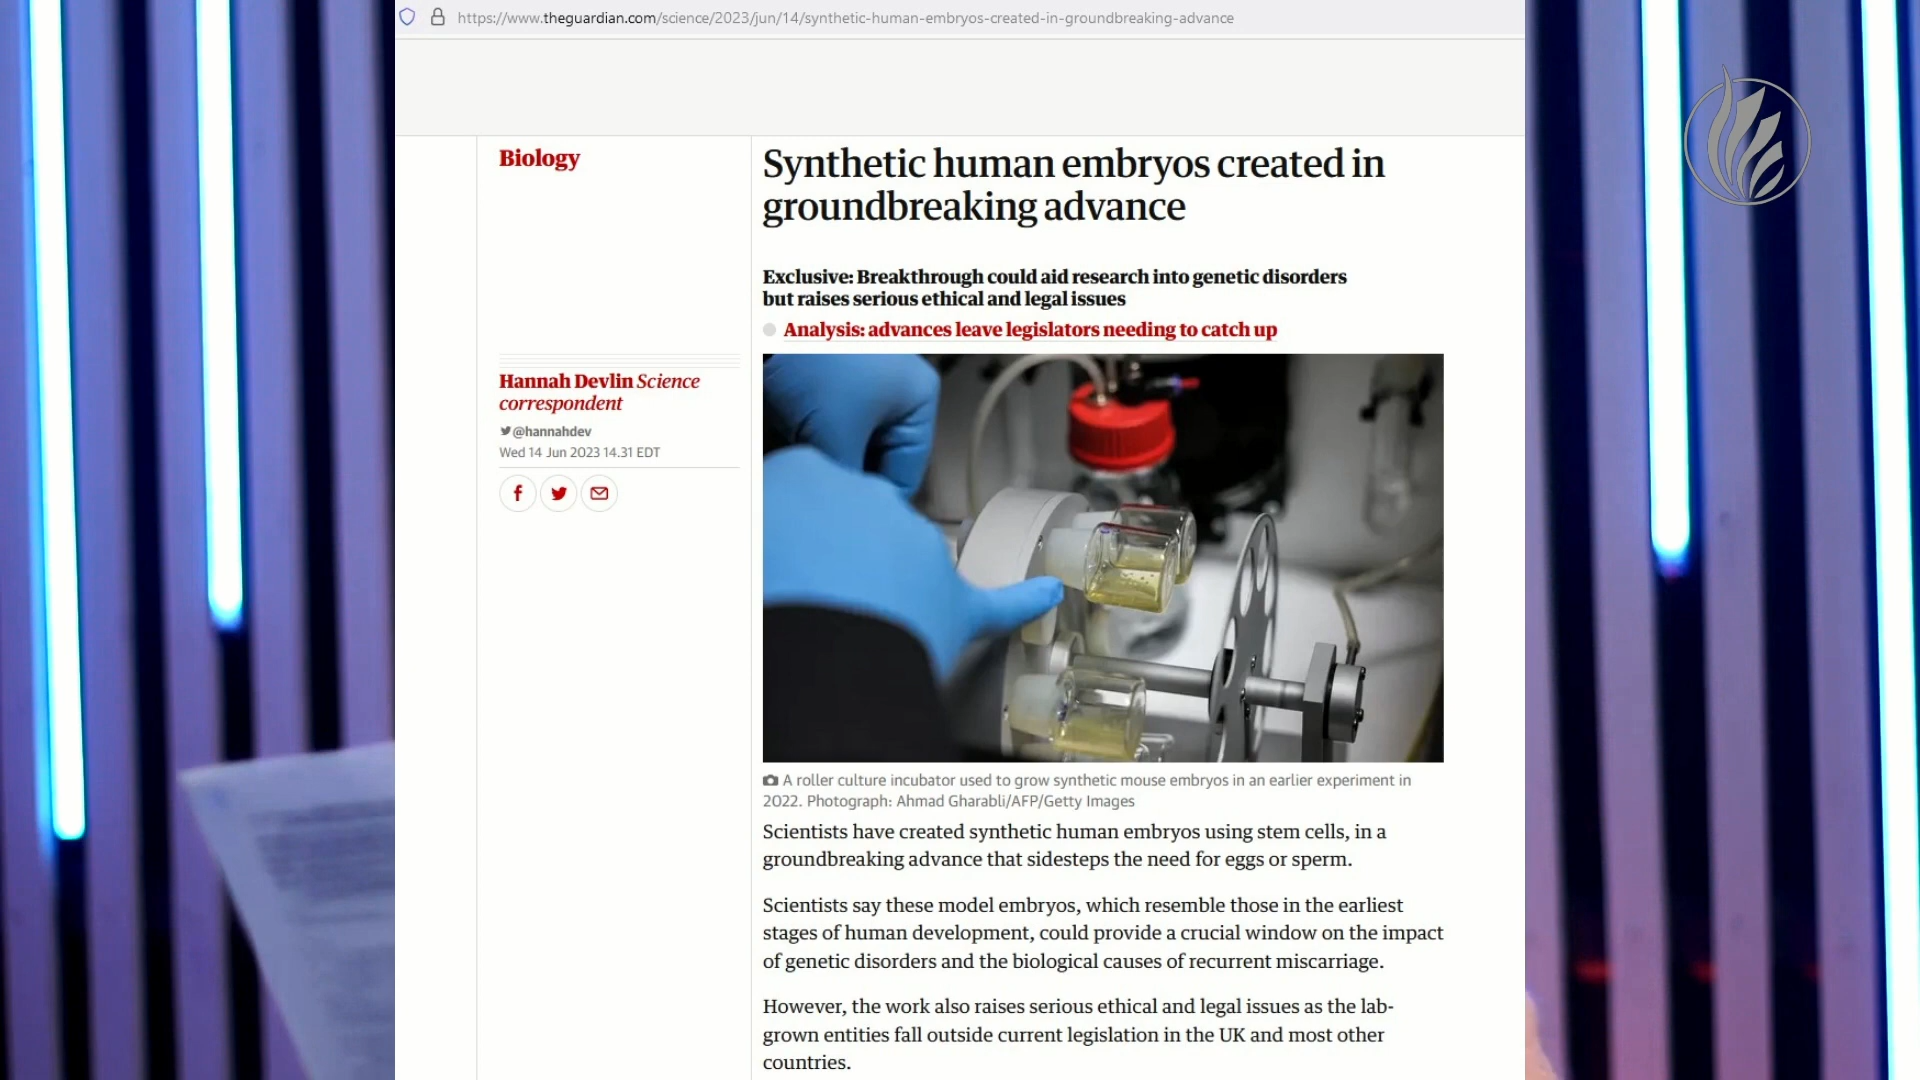 https://www.theguardian.com/science/2023/jun/14/synthetic-human-embryos-created-in-groundbreaking-advance
Biology
Synthetic human embryos created in
groundbreaking advance
Exclusive: Breakthrough could aid research into genetic disorders
but raises serious ethical and legal issues
Analysis: advances leave legislators needing to catch up
Hannah Devlin Science
correspondent
@hannahdev
Wed 14 Jun 2023 14.31 EDT
A roller culture incubator used to grow synthetic mouse embryos in an earlier experiment in
2022. Photograph: Ahmad Gharabli/AFP/Getty Images
Scientists have created synthetic human embryos using stem cells, in a
groundbreaking advance that sidesteps the need for eggs or sperm.
Scientists say these model embryos, which resemble those in the earliest
stages of human development, could provide a crucial window on the impact
of genetic disorders and the biological causes of recurrent miscarriage.
However, the work also raises serious ethical and legal issues as the lab-
grown entities fall outside current legislation in the UK and most other
countries.